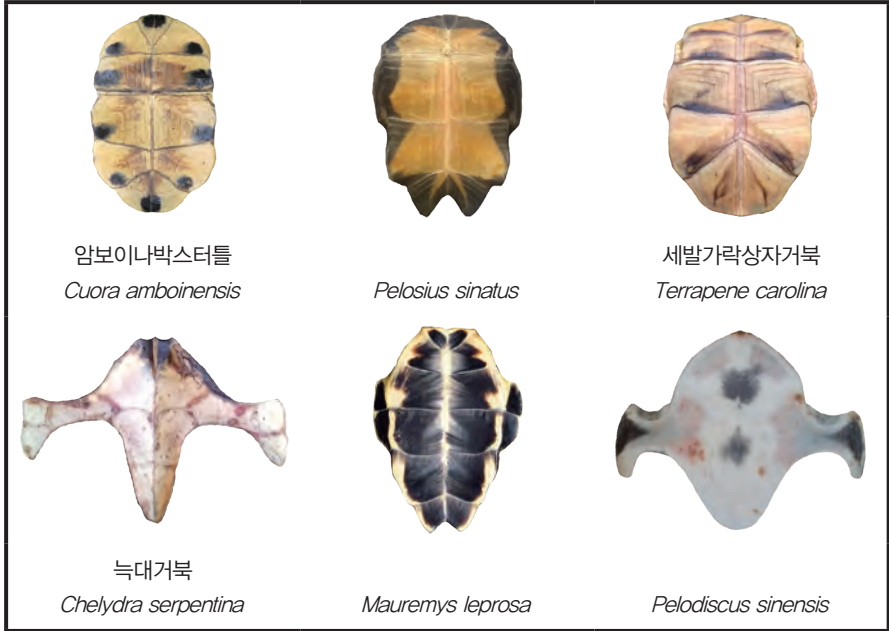 암보이나박스터틀
Cuora amboinensis
Pelosius sinatus
세발가락상자거북
Terrapene carolina
늑대거북
Chelydra serpentina
Mauremys leprosa
Pelodiscus sinensis